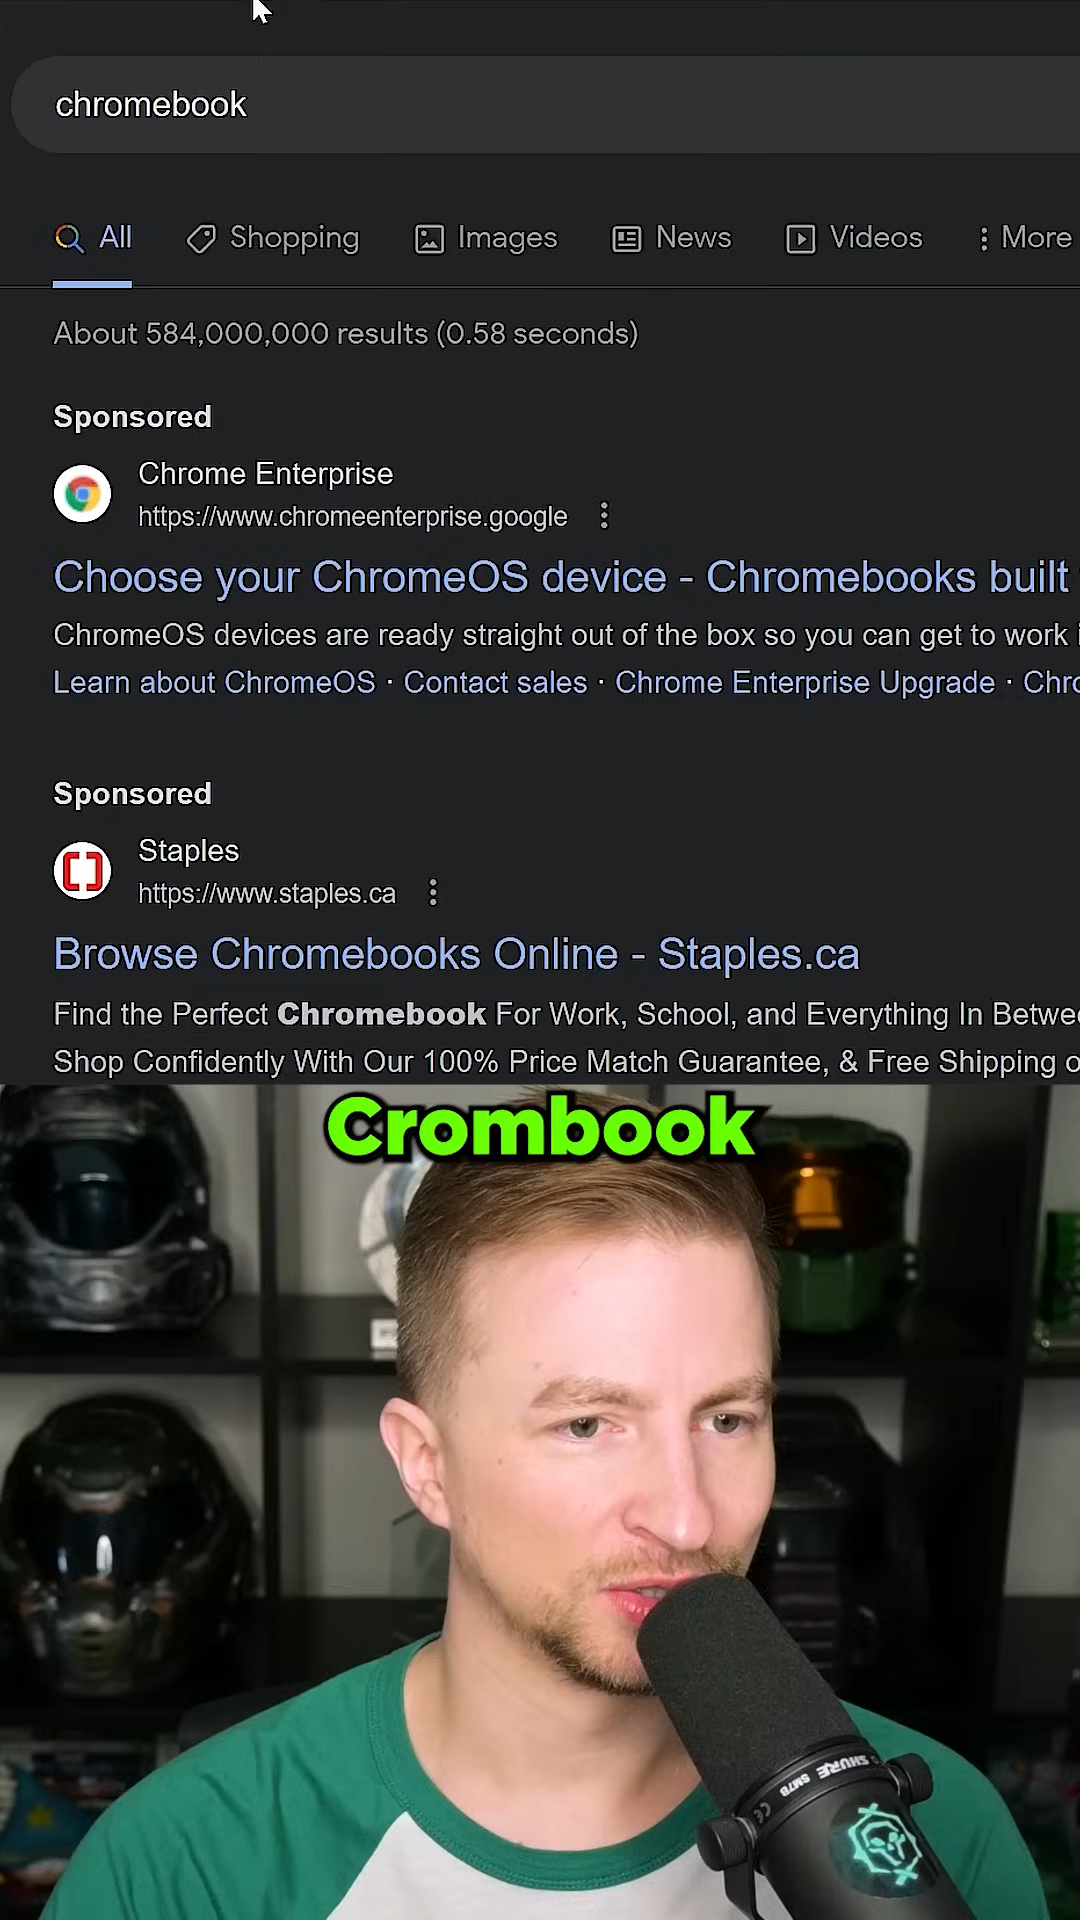 chromebook
All Shopping Images News Videos More
About 584,000,000 results (0.58 seconds)
Sponsored
Chrome Enterprise
https://www.chromeenterprise.google
Choose your ChromeOS device - Chromebooks built
ChromeOS devices are ready straight out of the box so you can get to work
Learn about ChromeOS · Contact sales · Chrome Enterprise Upgrade · Chro
Sponsored
Staples
https://www.staples.ca
Browse Chromebooks Online - Staples.ca
Find the Perfect Chromebook For Work, School, and Everything In Betwe
Shop Confidently With Our 100% Price Match Guarantee, & Free Shipping o
Crombook
SHURE
SM7B